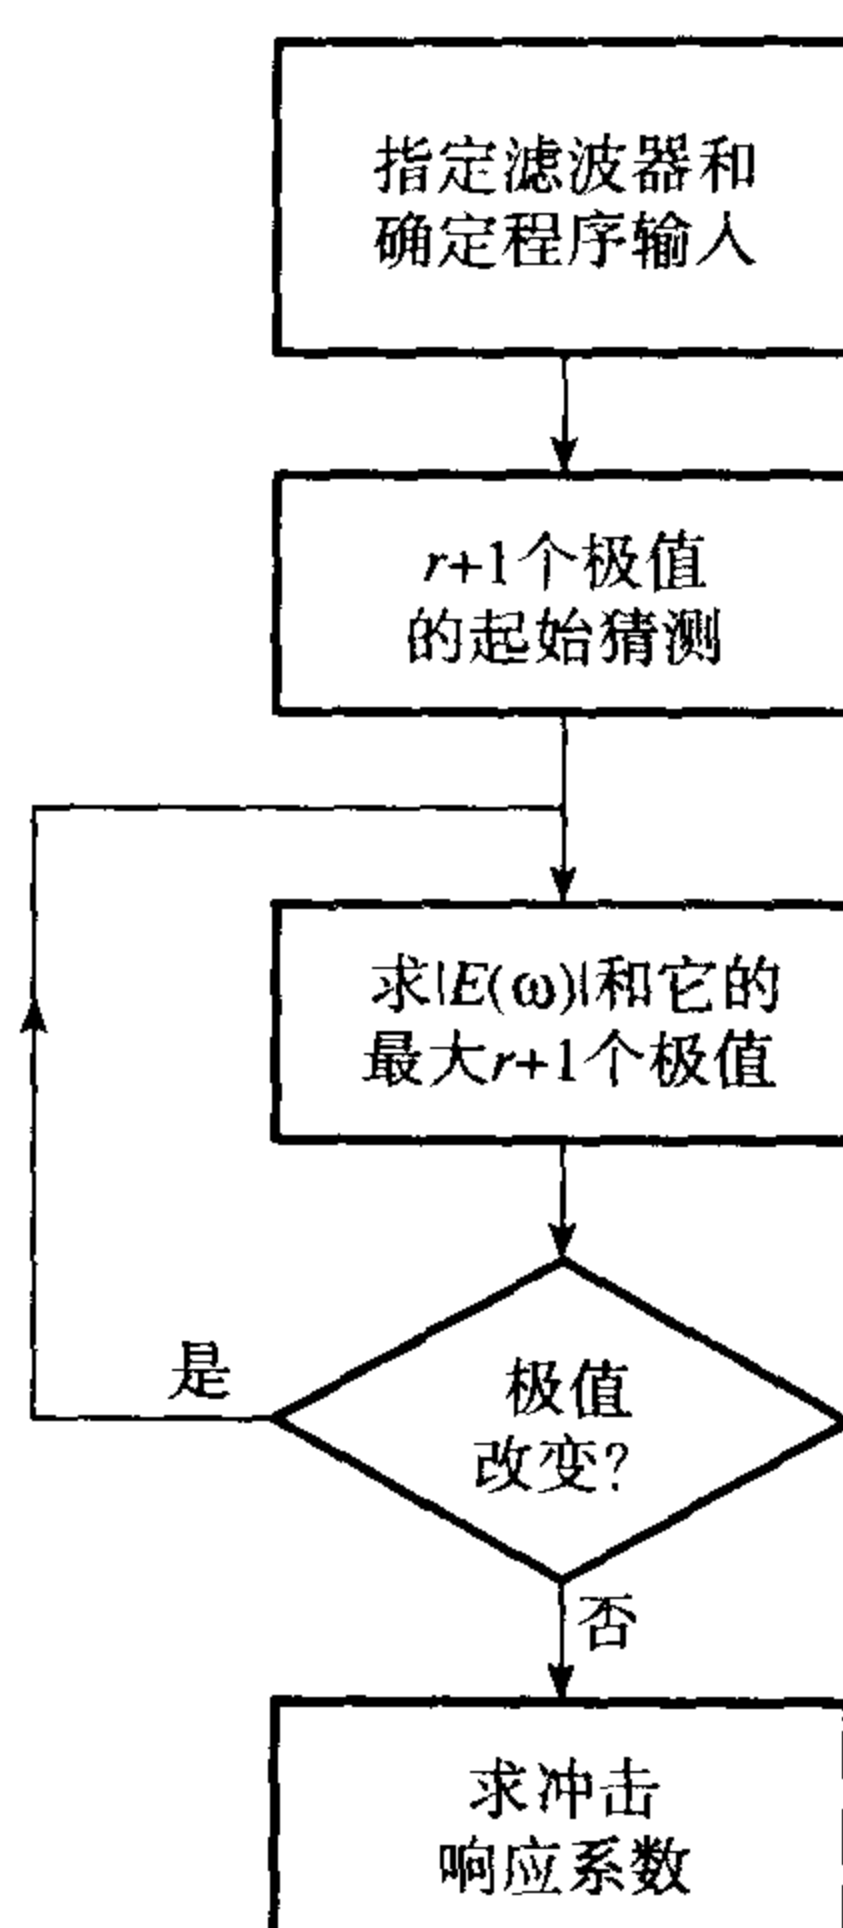 指定滤波器和
确定程序输入
r+1个极值
的起始猜测
求|E(ω)|和它的
最大r+1个极值
是
极值
改变?
否
求冲击
响应系数